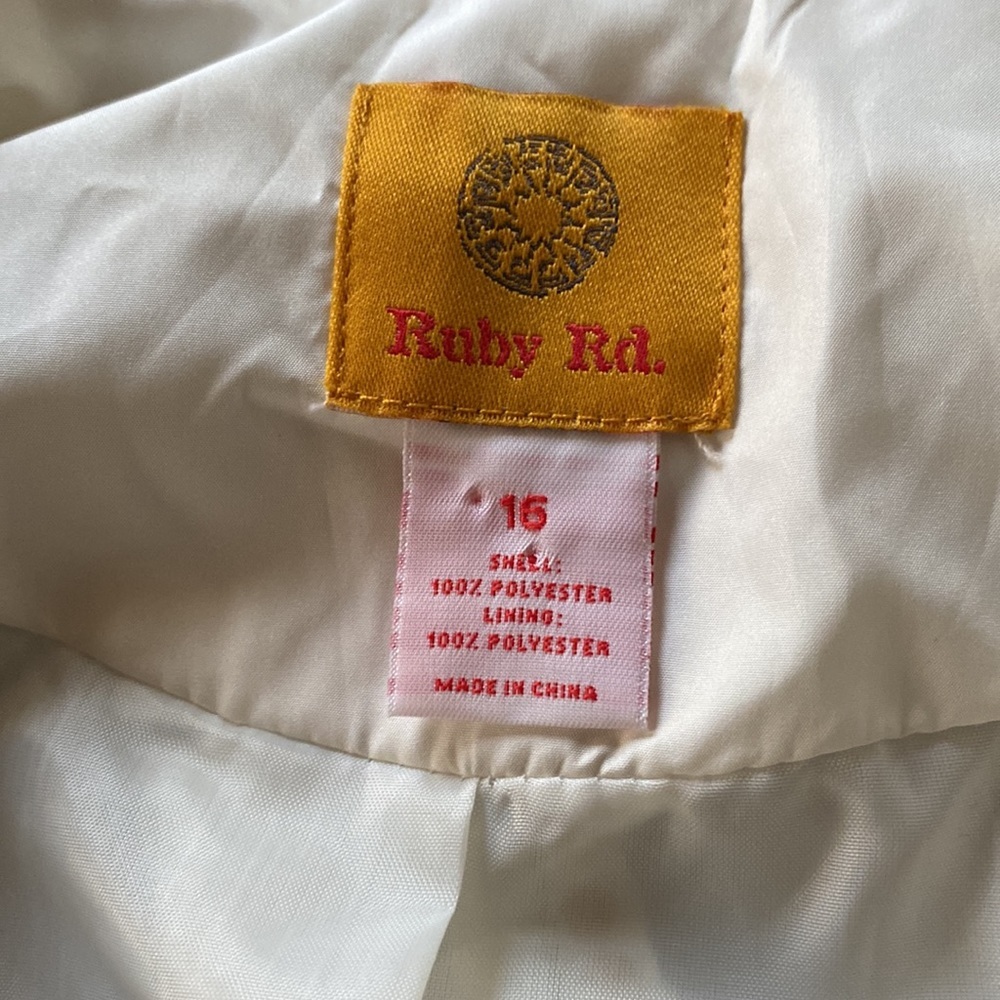 Ruby Rd.
16
SHELL:
100% POLYESTER
LINING:
100% POLYESTER
MADE IN CHINA